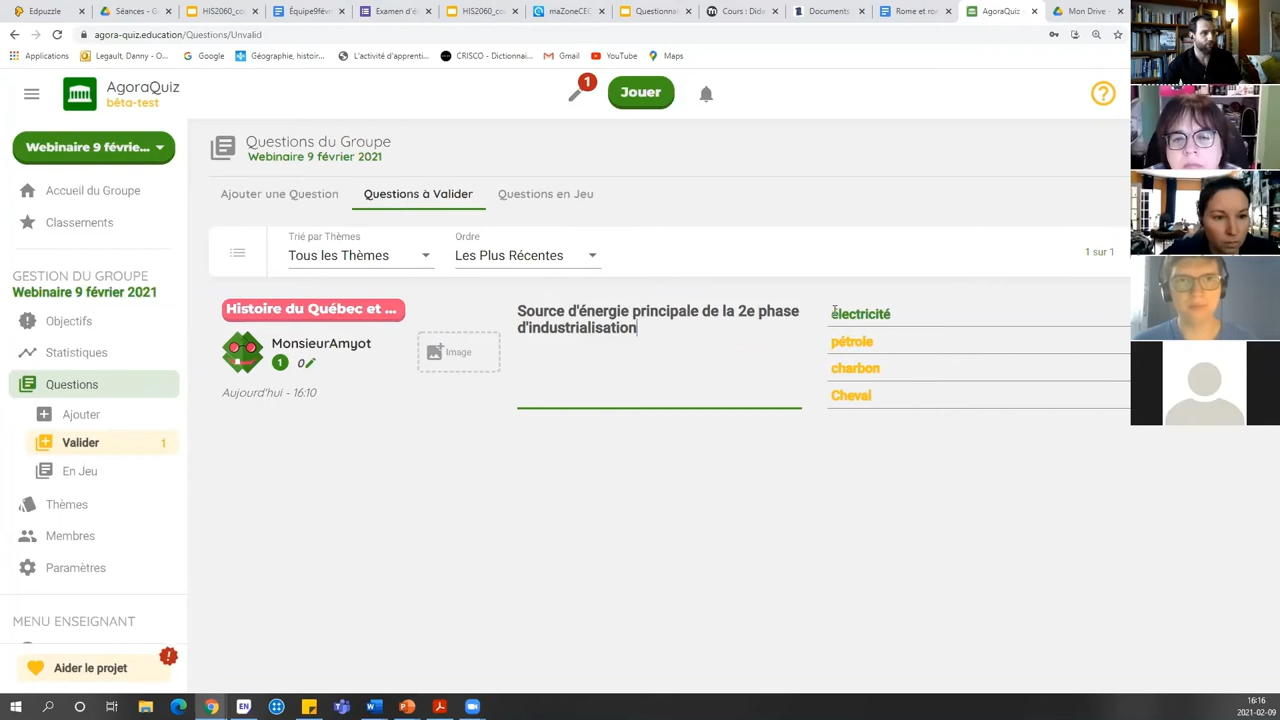 Edpuzzle
Séances - G
HIS2060_co
Équipe9févr
Examen d'é
HIS2060_co
maZoneCEC
Questionna
Cours : Dida
Documents
Rome et ro
AgoraQuiz
Mon Drive -
agora-quiz.education/Questions/Unvalid
Applications
Legault, Danny - O...
Google
Géographie, histoir...
L'activité d'apprenti...
CRISCO - Dictionnai...
Gmail
YouTube
Maps
AgoraQuiz
bêta-test
1
Jouer
Webinaire 9 févrie...
Accueil du Groupe
Classements
GESTION DU GROUPE
Webinaire 9 février 2021
Objectifs
Statistiques
Questions
Ajouter
Valider 1
En Jeu
Thèmes
Membres
Paramètres
MENU ENSEIGNANT
Aider le projet
Questions du Groupe
Webinaire 9 février 2021
Ajouter une Question
Questions à Valider
Questions en Jeu
Trié par Thèmes
Tous les Thèmes
Ordre
Les Plus Récentes
1 sur 1
Histoire du Québec et ...
MonsieurAmyot
1 0
Aujourd'hui - 16:10
Image
Source d'énergie principale de la 2e phase
d'industrialisation
électricité
pétrole
charbon
Cheval
EN
16:16
2021-02-09